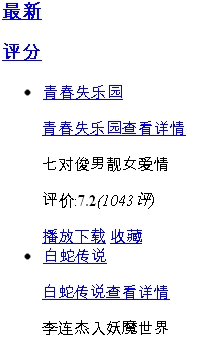 最新
评分
青春失乐园
青春失乐园查看详情
七对俊男靓女爱情
评价:7.2(1043 评)
播放下载 收藏
白蛇传说
白蛇传说查看详情
李连杰入妖魔世界